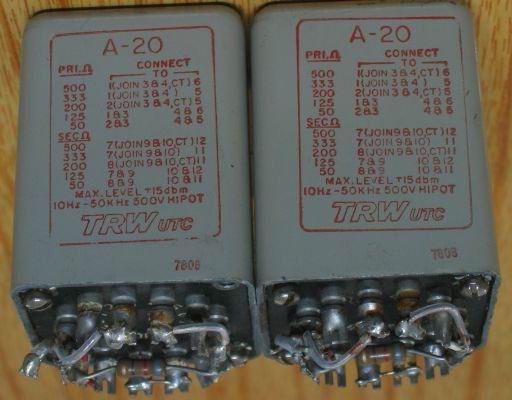 A-20
PRI.Ω CONNECT
TO
500 1(JOIN 3&4,CT) 6
333 1(JOIN 3&4) 5
200 2(JOIN 3&4,CT) 5
125 1&3 4&6
50 2&3 4&5
SEC.Ω
500 7(JOIN 9&10,CT) 12
333 7(JOIN 9&10) 11
200 8(JOIN 9&10,CT) 11
125 7&9 10&12
50 8&9 10&11
MAX. LEVEL +15dbm
10Hz-50KHz 500V HIPOT
TRW UTC
7808
A-20
PRI.Ω CONNECT
TO
500 1(JOIN 3&4,CT) 6
333 1(JOIN 3&4) 5
200 2(JOIN 3&4,CT) 5
125 1&3 4&6
50 2&3 4&5
SEC.Ω
500 7(JOIN 9&10,CT) 12
333 7(JOIN 9&10) 11
200 8(JOIN 9&10,CT) 11
125 7&9 10&12
50 8&9 10&11
MAX. LEVEL +15dbm
10Hz-50KHz 500V HIPOT
TRW UTC
7808